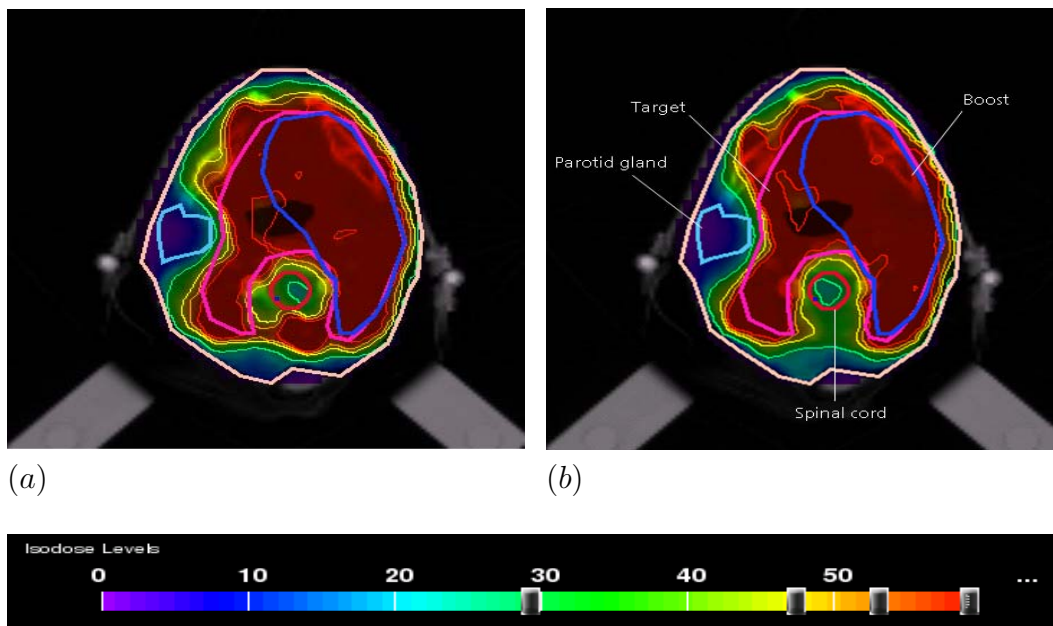 Target
Boost
Parotid gland
Spinal cord
(a)
(b)
Isodose Levels
0 10 20 30 40 50 ...